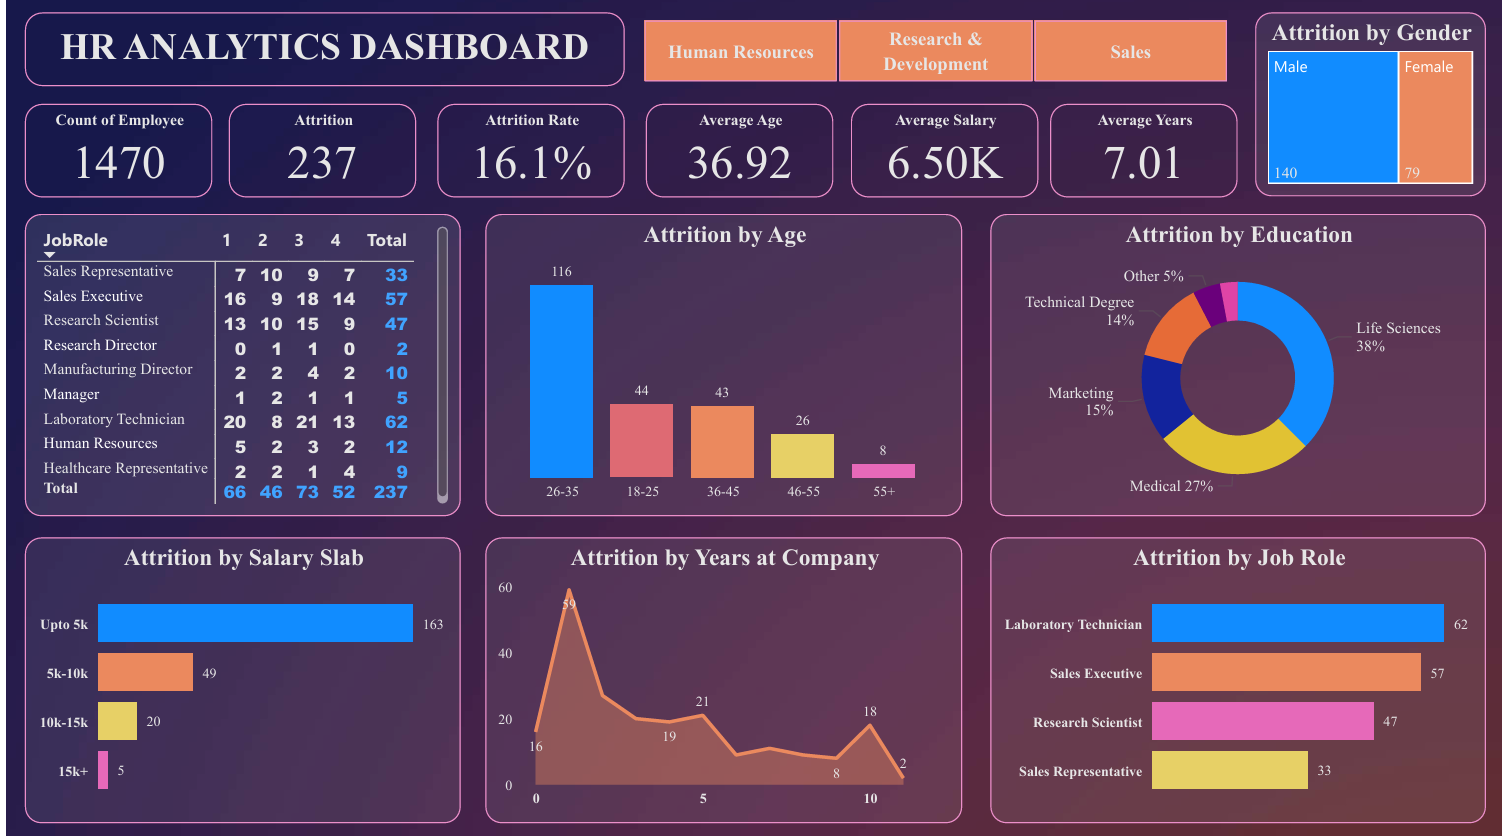 HR ANALYTICS DASHBOARD
Human Resources
Research &
Development
Sales
Attrition by Gender
Male
Female
140
79
Count of Employee
1470
Attrition
237
Attrition Rate
16.1%
Average Age
36.92
Average Salary
6.50K
Average Years
7.01
JobRole 1 2 3 4 Total
Sales Representative 7 10 9 7 33
Sales Executive 16 9 18 14 57
Research Scientist 13 10 15 9 47
Research Director 0 1 1 0 2
Manufacturing Director 2 2 4 2 10
Manager 1 2 1 1 5
Laboratory Technician 20 8 21 13 62
Human Resources 5 2 3 2 12
Healthcare Representative 2 2 1 4 9
Total 66 46 73 52 237
Attrition by Age
116
44
43
26
8
26-35 18-25 36-45 46-55 55+
Attrition by Education
Other 5%
Technical Degree
14%
Life Sciences
38%
Marketing
15%
Medical 27%
Attrition by Salary Slab
Upto 5k 163
5k-10k 49
10k-15k 20
15k+ 5
Attrition by Years at Company
60
59
40
21
18
20
19
16
8
2
0
0 5 10
Attrition by Job Role
Laboratory Technician 62
Sales Executive 57
Research Scientist 47
Sales Representative 33